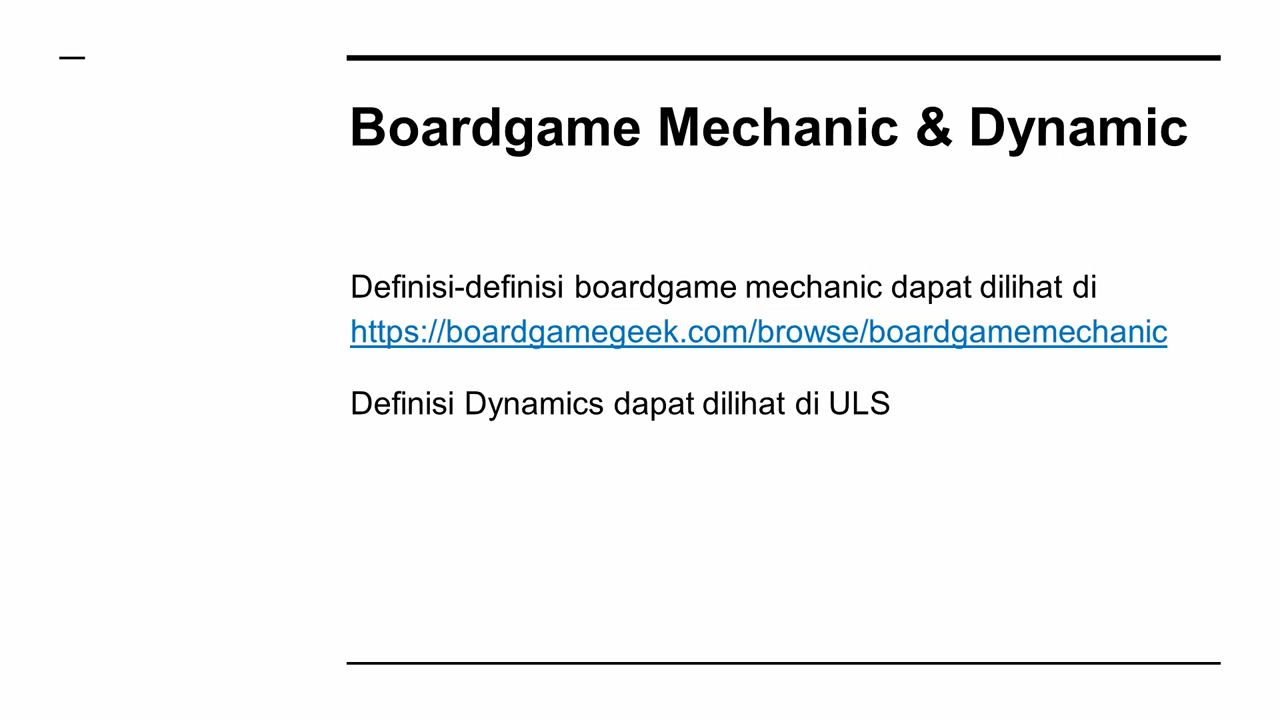 Boardgame Mechanic & Dynamic
Definisi-definisi boardgame mechanic dapat dilihat di
https://boardgamegeek.com/browse/boardgamemechanic
Definisi Dynamics dapat dilihat di ULS